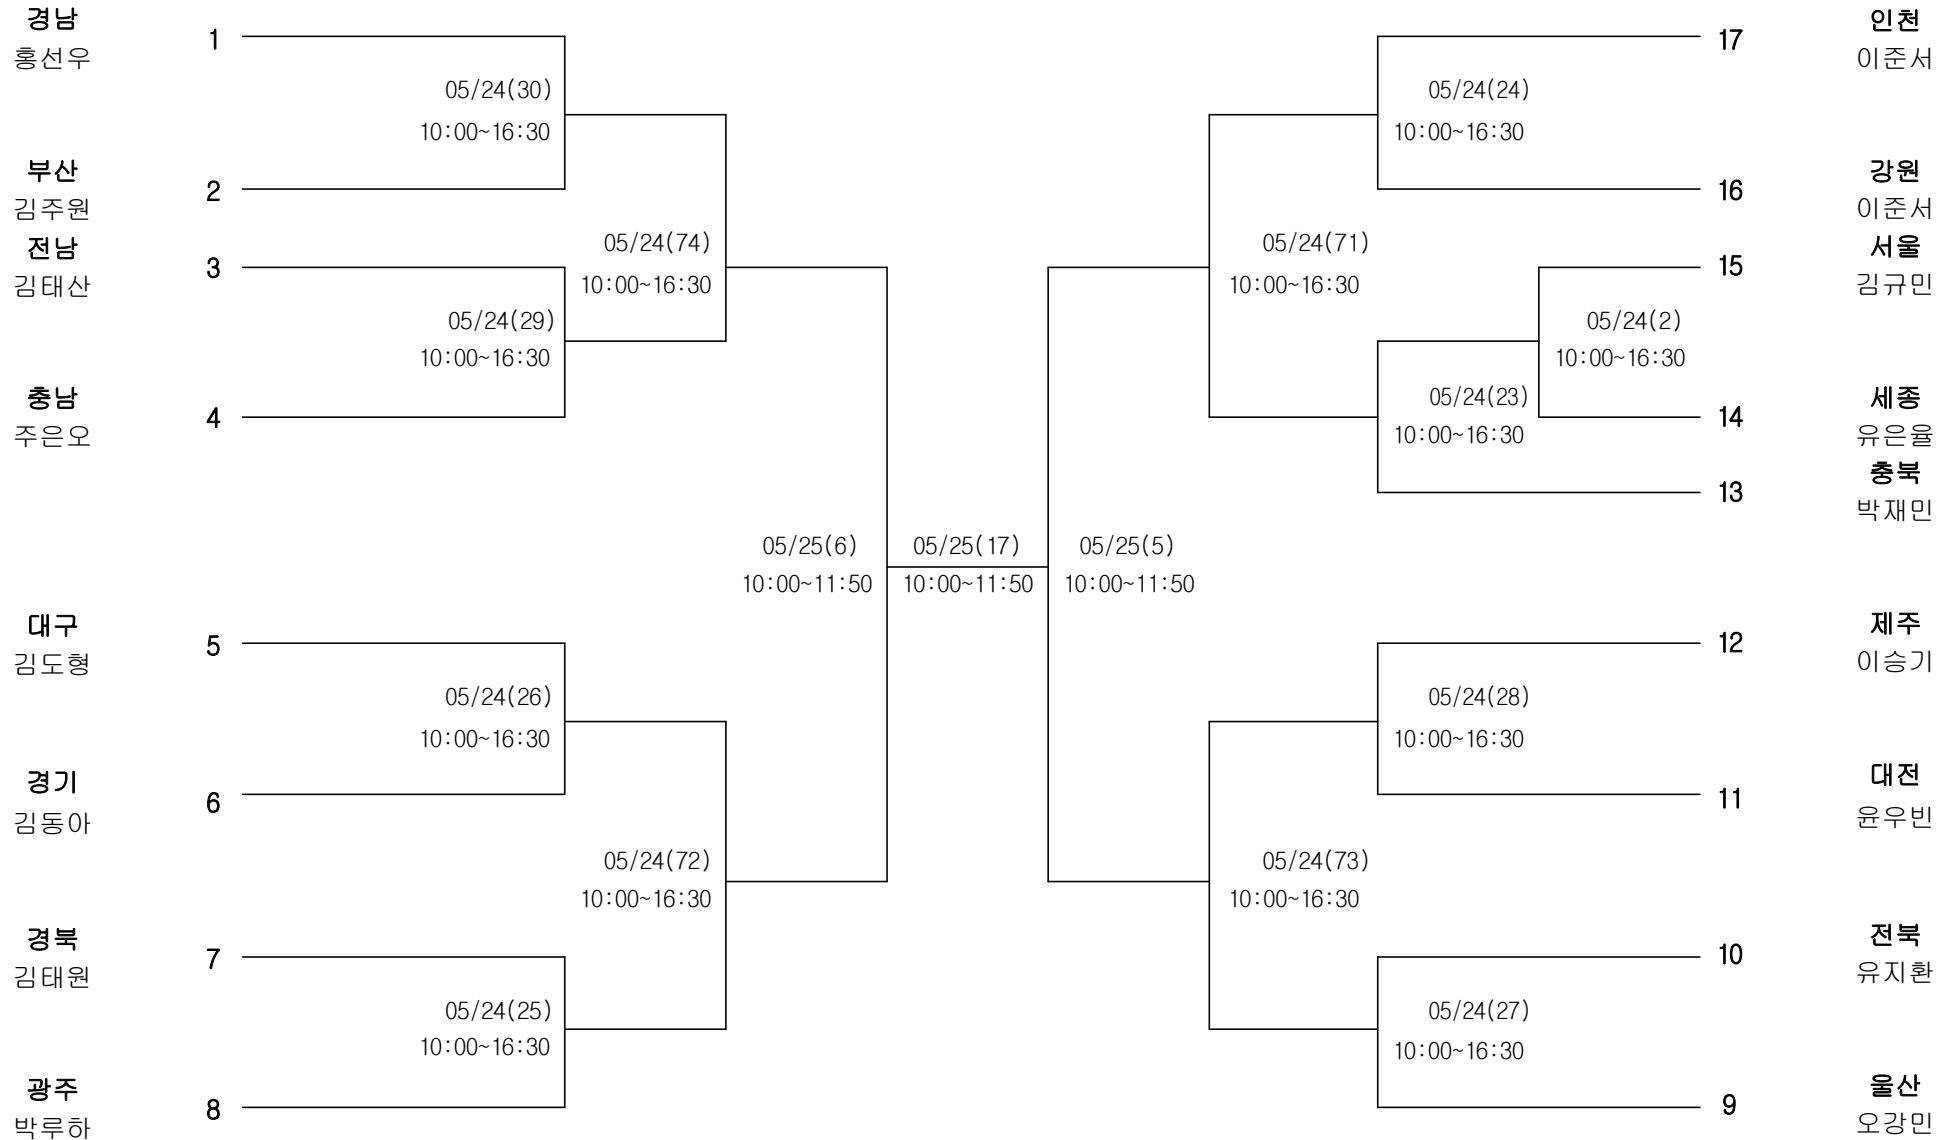 경남
홍선우
1
05/24(30)
10:00~16:30
부산
김주원
2
전남
김태산
3
05/24(74)
10:00~16:30
05/24(29)
10:00~16:30
충남
주은오
4
05/25(6)
10:00~11:50
대구
김도형
5
05/24(26)
10:00~16:30
경기
김동아
6
05/24(72)
10:00~16:30
경북
김태원
7
05/24(25)
10:00~16:30
광주
박루하
8
05/25(17)
10:00~11:50
인천
이준서
17
05/24(24)
10:00~16:30
강원
이준서
16
05/24(71)
10:00~16:30
서울
김규민
15
05/24(2)
10:00~16:30
05/24(23)
10:00~16:30
세종
유은율
14
충북
박재민
13
05/25(5)
10:00~11:50
제주
이승기
12
05/24(28)
10:00~16:30
대전
윤우빈
11
05/24(73)
10:00~16:30
전북
유지환
10
05/24(27)
10:00~16:30
울산
오강민
9